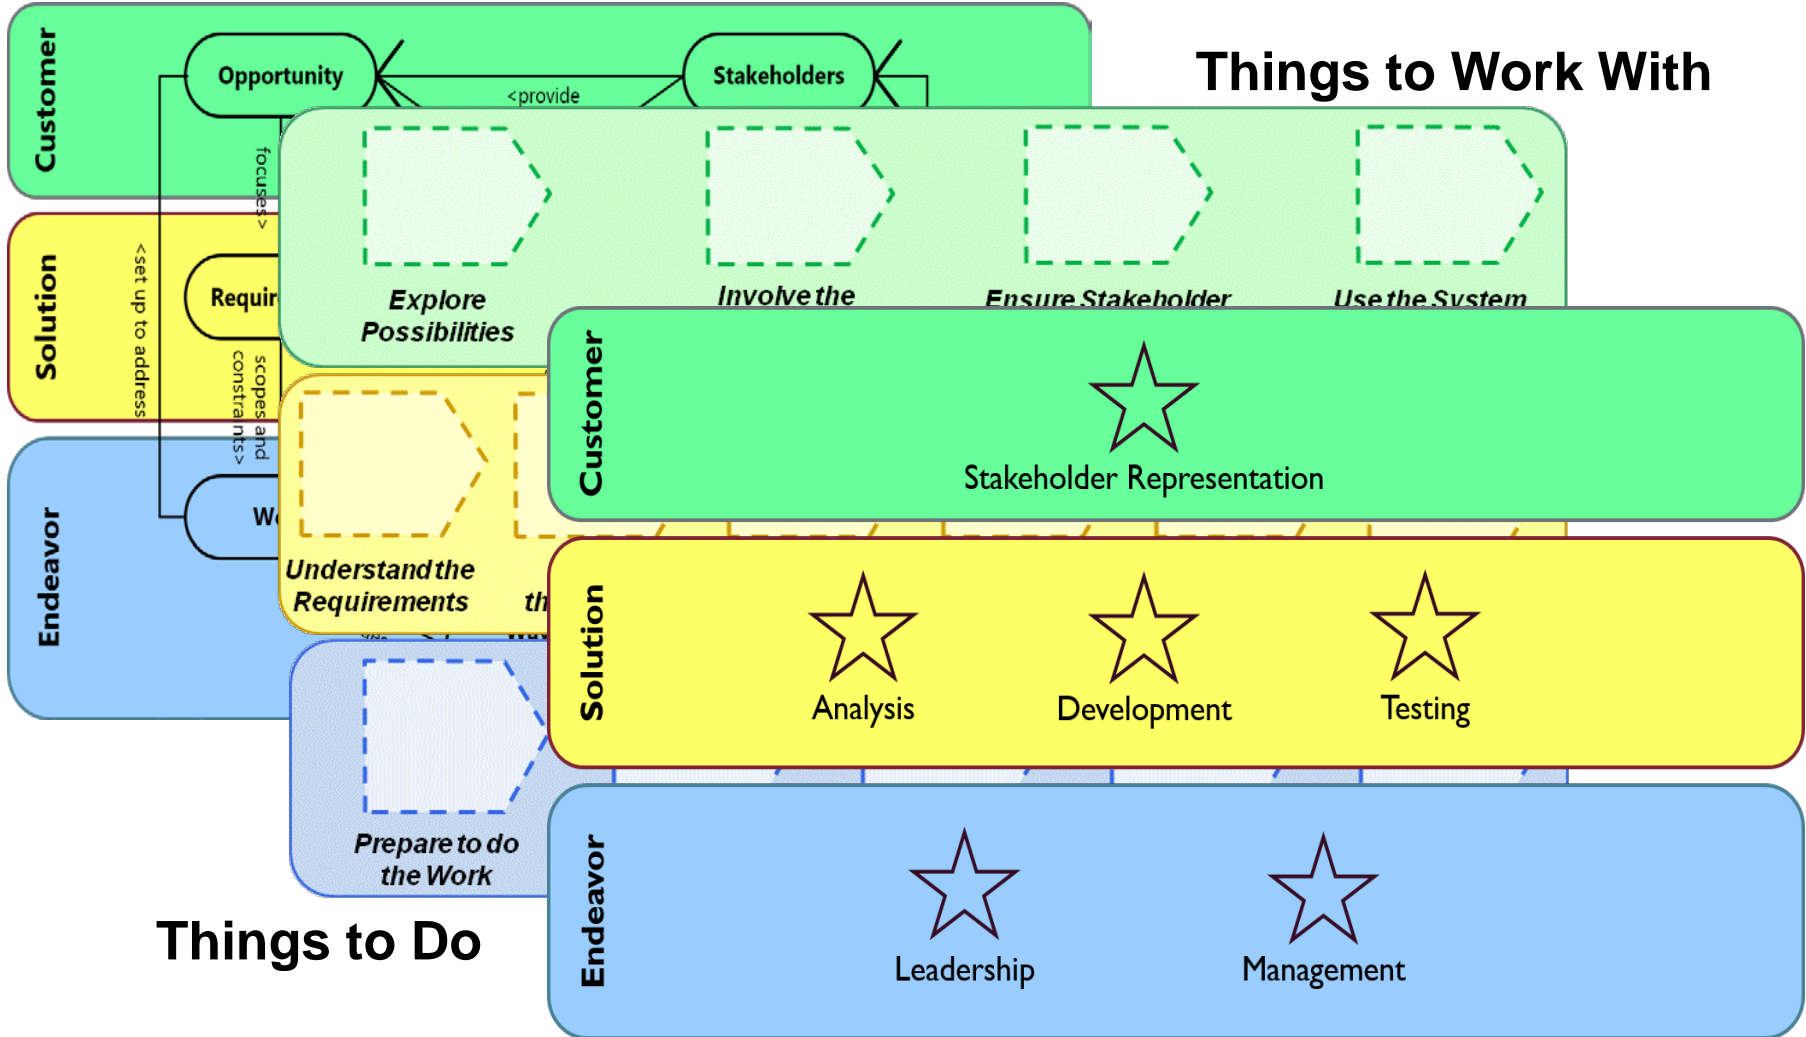 Things to Work With
Customer
Opportunity
Stakeholders
<provide
focuses>
Solution
<set up to address
scopes and
constraints>
Endeavor
Explore
Possibilities
Involve the
Ensure Stakeholder
Use the System
Understand the
Requirements
Prepare to do
the Work
Customer
Stakeholder Representation
Solution
Analysis
Development
Testing
Endeavor
Leadership
Management
Things to Do